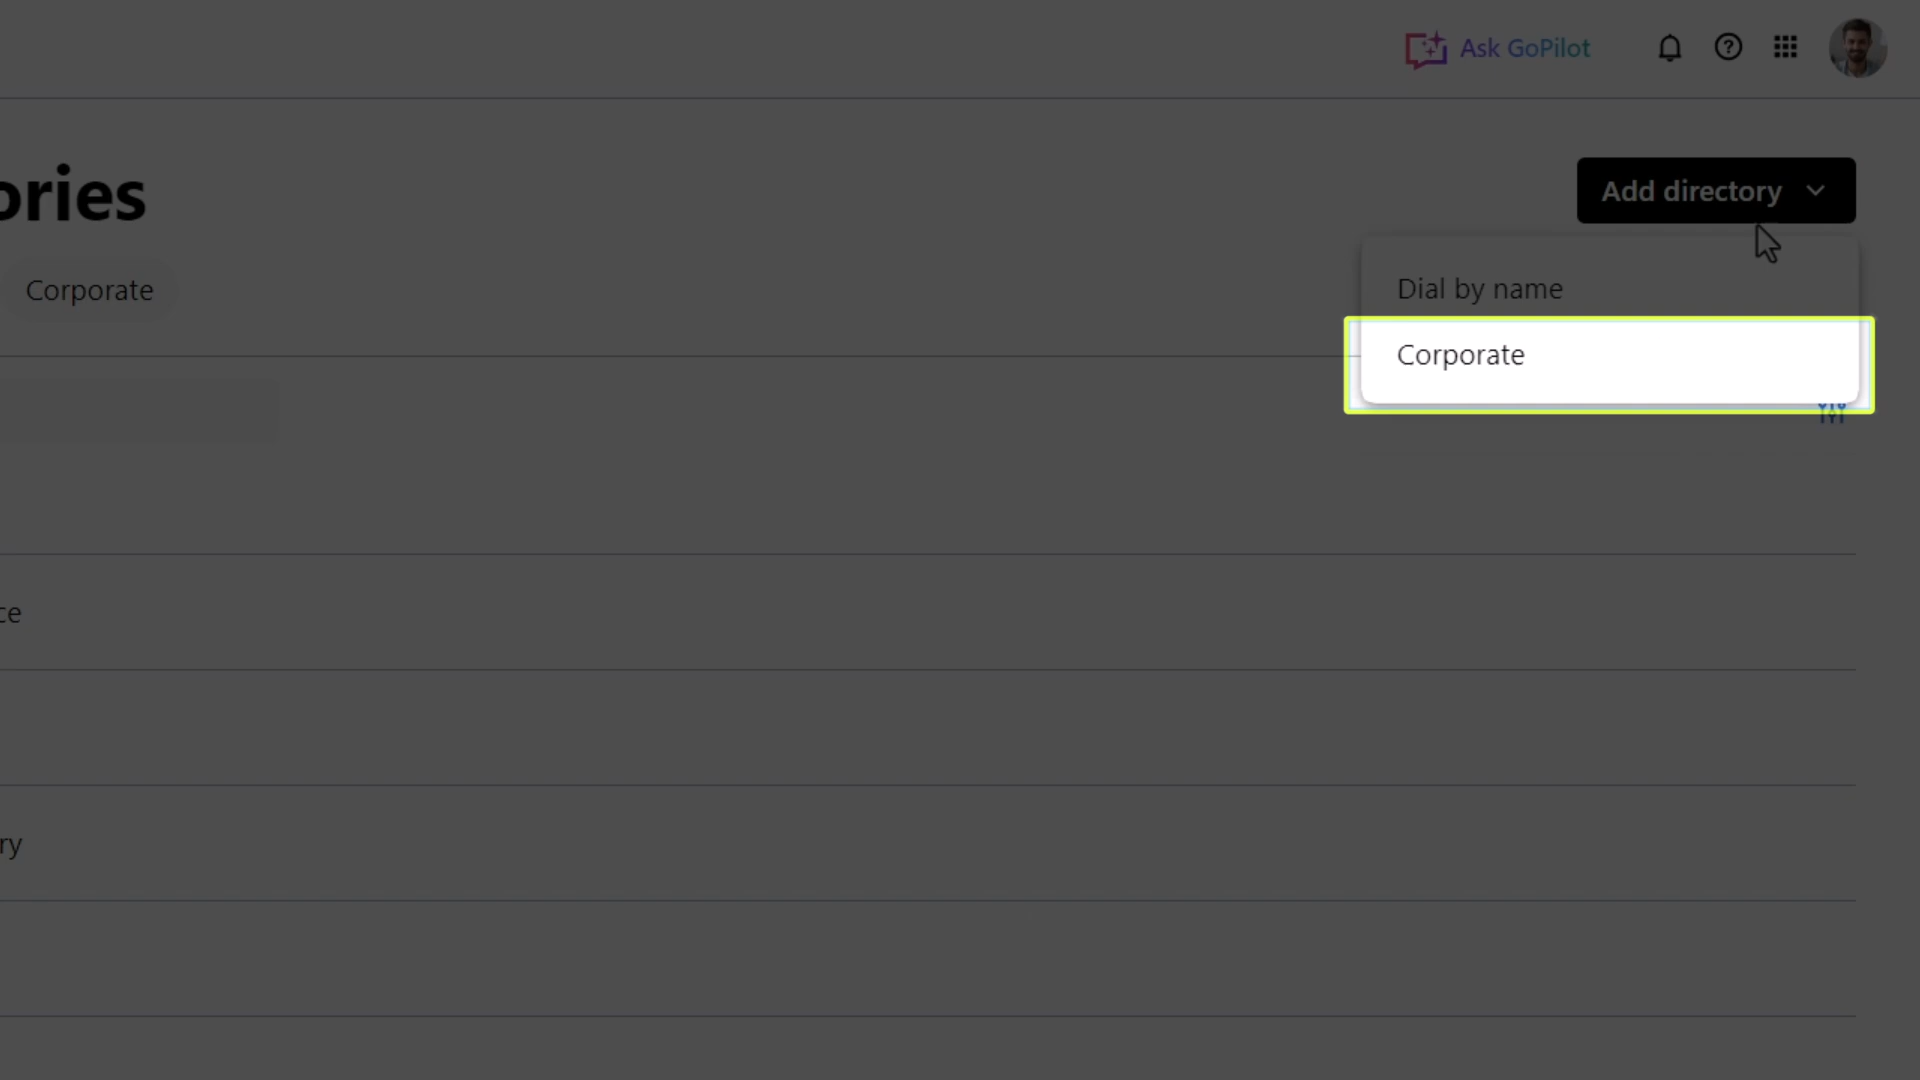 Ask GoPilot
ories
Add directory
Corporate
Dial by name
Corporate
ce
ry